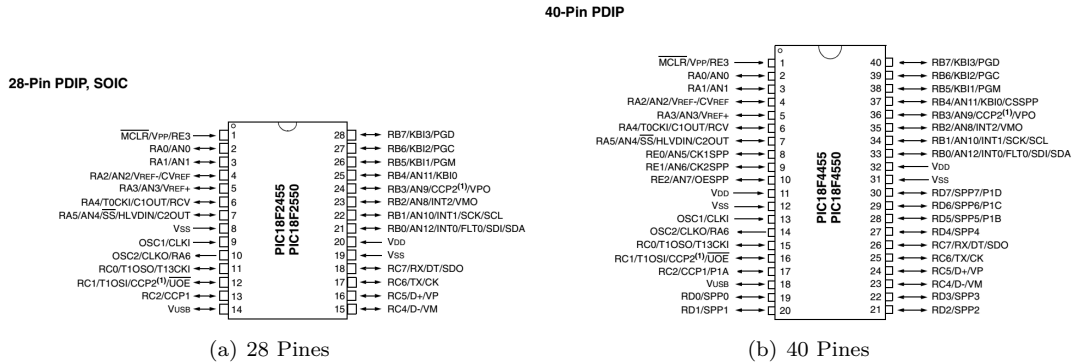 40-Pin PDIP
28-Pin PDIP, SOIC
MCLR/VPP/RE3
RA0/AN0
RA1/AN1
RA2/AN2/VREF-/CVREF
RA3/AN3/VREF+
RA4/T0CKI/C1OUT/RCV
RA5/AN4/SS/HLVDIN/C2OUT
VSS
OSC1/CLKI
OSC2/CLKO/RA6
RC0/T1OSO/T13CKI
RC1/T1OSI/CCP2(1)/UOE
RC2/CCP1
VUSB
1
2
3
4
5
6
7
8
9
10
11
12
13
14
PIC18F2455
PIC18F2550
28
27
26
25
24
23
22
21
20
19
18
17
16
15
RB7/KBI3/PGD
RB6/KBI2/PGC
RB5/KBI1/PGM
RB4/AN11/KBI0
RB3/AN9/CCP2(1)/VPO
RB2/AN8/INT2/VMO
RB1/AN10/INT1/SCK/SCL
RB0/AN12/INT0/FLT0/SDI/SDA
VDD
VSS
RC7/RX/DT/SDO
RC6/TX/CK
RC5/D+/VP
RC4/D-/VM
(a) 28 Pines
MCLR/VPP/RE3
RA0/AN0
RA1/AN1
RA2/AN2/VREF-/CVREF
RA3/AN3/VREF+
RA4/T0CKI/C1OUT/RCV
RA5/AN4/SS/HLVDIN/C2OUT
RE0/AN5/CK1SPP
RE1/AN6/CK2SPP
RE2/AN7/OESPP
VDD
VSS
OSC1/CLKI
OSC2/CLKO/RA6
RC0/T1OSO/T13CKI
RC1/T1OSI/CCP2(1)/UOE
RC2/CCP1/P1A
VUSB
RD0/SPP0
RD1/SPP1
1
2
3
4
5
6
7
8
9
10
11
12
13
14
15
16
17
18
19
20
PIC18F4455
PIC18F4550
40
39
38
37
36
35
34
33
32
31
30
29
28
27
26
25
24
23
22
21
RB7/KBI3/PGD
RB6/KBI2/PGC
RB5/KBI1/PGM
RB4/AN11/KBI0/CSSPP
RB3/AN9/CCP2(1)/VPO
RB2/AN8/INT2/VMO
RB1/AN10/INT1/SCK/SCL
RB0/AN12/INT0/FLT0/SDI/SDA
VDD
VSS
RD7/SPP7/P1D
RD6/SPP6/P1C
RD5/SPP5/P1B
RD4/SPP4
RC7/RX/DT/SDO
RC6/TX/CK
RC5/D+/VP
RC4/D-/VM
RD3/SPP3
RD2/SPP2
(b) 40 Pines